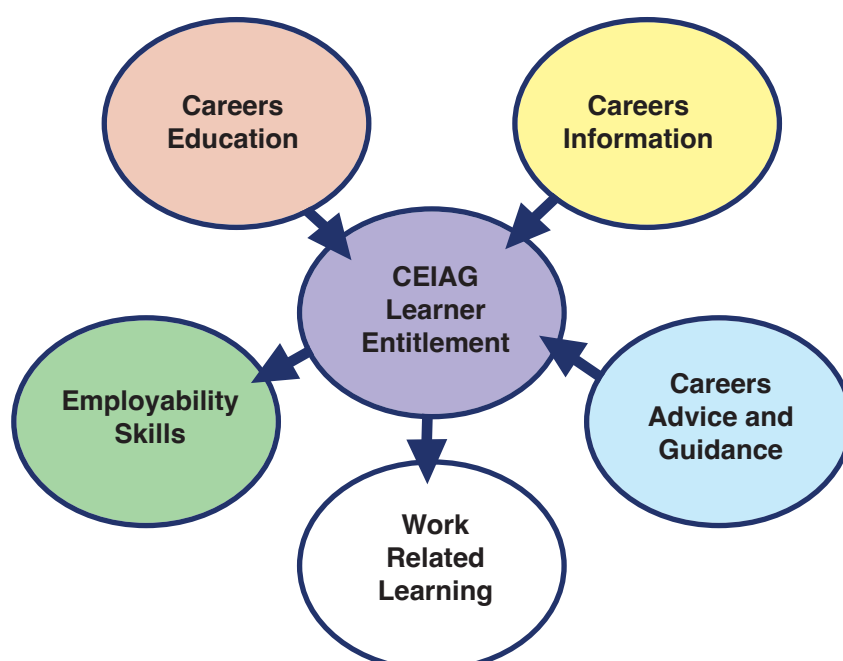 Careers
Education
Careers
Information
CEIAG
Learner
Entitlement
Employability
Skills
Careers
Advice and
Guidance
Work
Related
Learning